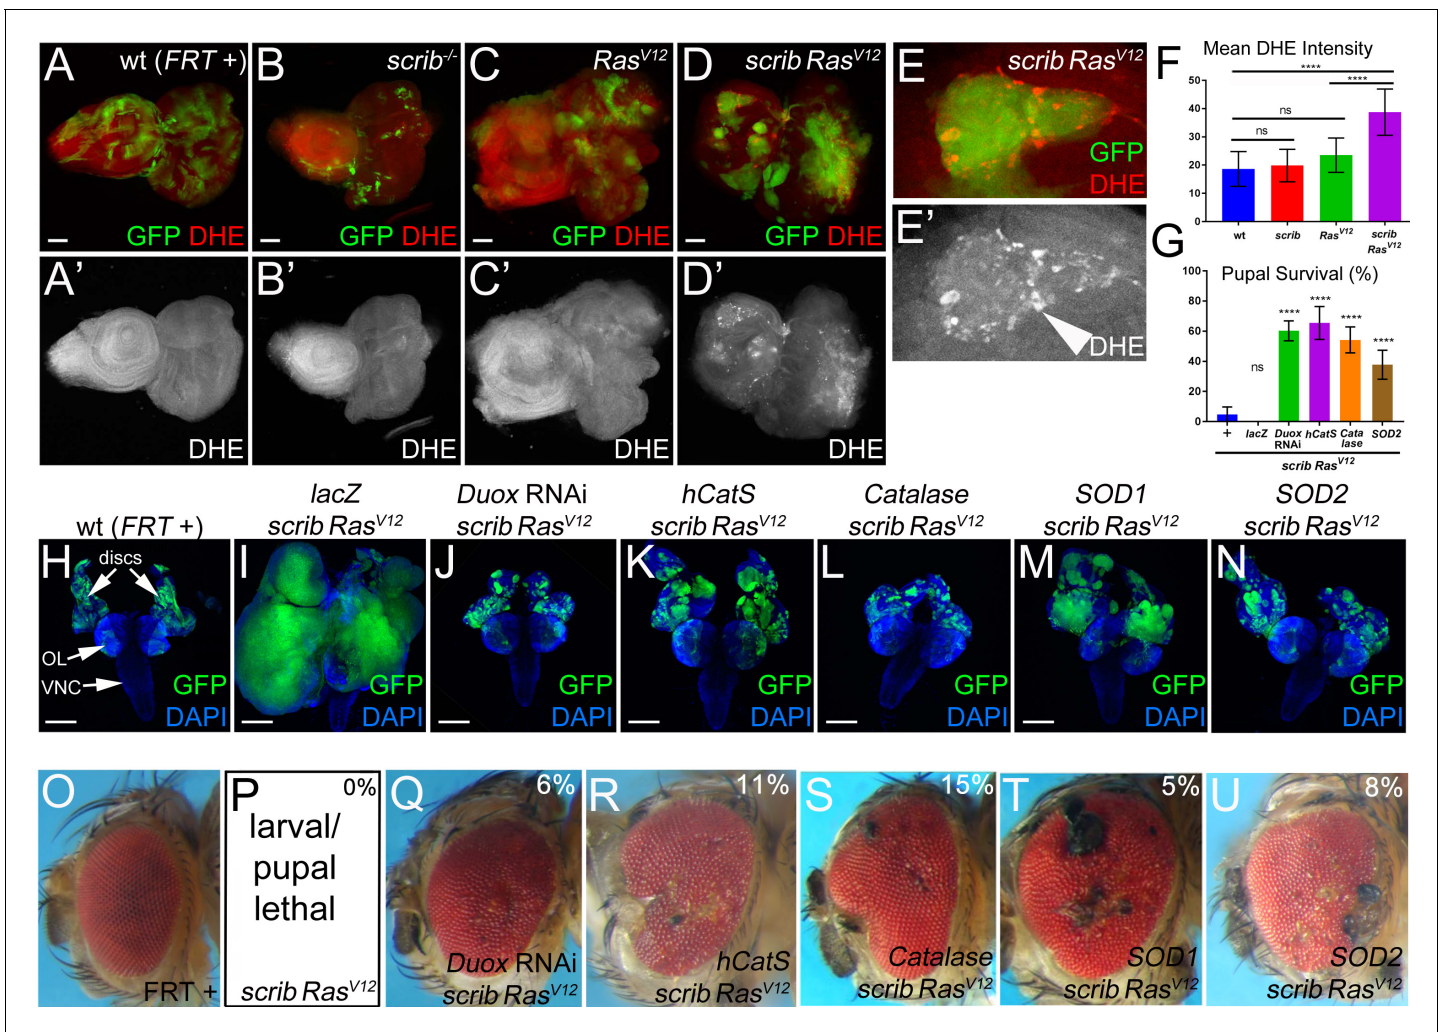 A
wt (FRT +)
GFP DHE
B
scrib-/-
GFP DHE
C
RasV12
GFP DHE
D
scrib RasV12
GFP DHE
E
scrib RasV12
GFP
DHE
A'
DHE
B'
DHE
C'
DHE
D'
DHE
E'
DHE
F
Mean DHE Intensity
****
****
ns
ns
50
40
30
20
10
0
wt
scrib
RasV12
scrib
RasV12
G
Pupal Survival (%)
100
80
60
40
20
0
ns
****
****
****
****
+
lacZ
Duox
RNAi
hCatS
Cata
lase
SOD2
scrib RasV12
wt (FRT +)
H
discs
OL
VNC
GFP
DAPI
lacZ
scrib RasV12
I
GFP
DAPI
Duox RNAi
scrib RasV12
J
GFP
DAPI
hCatS
scrib RasV12
K
GFP
DAPI
Catalase
scrib RasV12
L
GFP
DAPI
SOD1
scrib RasV12
M
GFP
DAPI
SOD2
scrib RasV12
N
GFP
DAPI
O
FRT +
P
0%
larval/
pupal
lethal
scrib RasV12
Q
6%
Duox RNAi
scrib RasV12
R
11%
hCatS
scrib RasV12
S
15%
Catalase
scrib RasV12
T
5%
SOD1
scrib RasV12
U
8%
SOD2
scrib RasV12